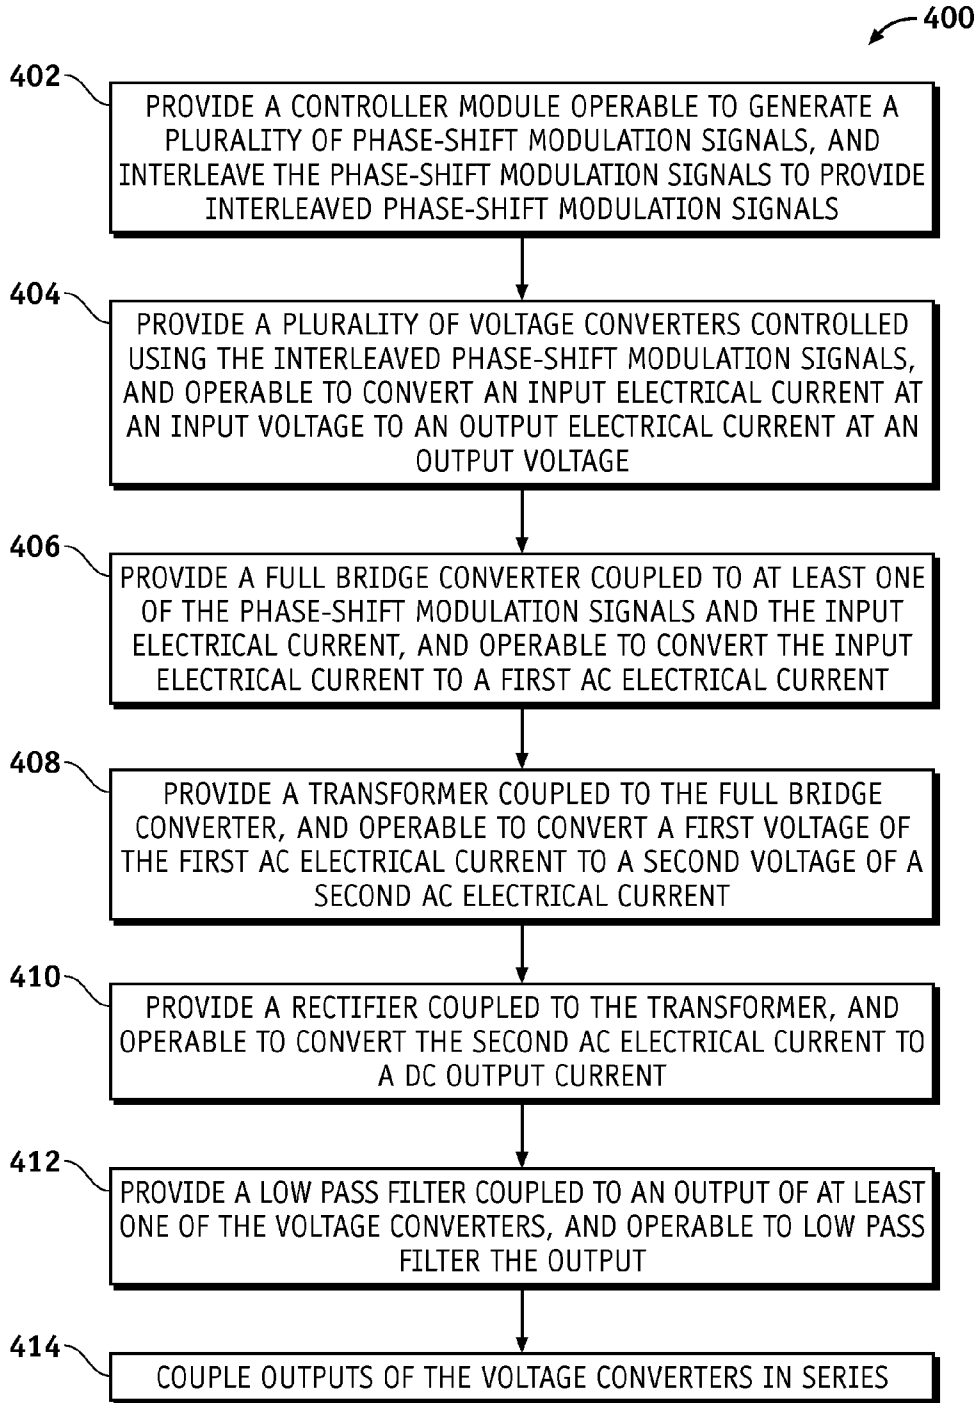 400
402
PROVIDE A CONTROLLER MODULE OPERABLE TO GENERATE A
PLURALITY OF PHASE-SHIFT MODULATION SIGNALS, AND
INTERLEAVE THE PHASE-SHIFT MODULATION SIGNALS TO PROVIDE
INTERLEAVED PHASE-SHIFT MODULATION SIGNALS
404
PROVIDE A PLURALITY OF VOLTAGE CONVERTERS CONTROLLED
USING THE INTERLEAVED PHASE-SHIFT MODULATION SIGNALS,
AND OPERABLE TO CONVERT AN INPUT ELECTRICAL CURRENT AT
AN INPUT VOLTAGE TO AN OUTPUT ELECTRICAL CURRENT AT AN
OUTPUT VOLTAGE
406
PROVIDE A FULL BRIDGE CONVERTER COUPLED TO AT LEAST ONE
OF THE PHASE-SHIFT MODULATION SIGNALS AND THE INPUT
ELECTRICAL CURRENT, AND OPERABLE TO CONVERT THE INPUT
ELECTRICAL CURRENT TO A FIRST AC ELECTRICAL CURRENT
408
PROVIDE A TRANSFORMER COUPLED TO THE FULL BRIDGE
CONVERTER, AND OPERABLE TO CONVERT A FIRST VOLTAGE OF
THE FIRST AC ELECTRICAL CURRENT TO A SECOND VOLTAGE OF A
SECOND AC ELECTRICAL CURRENT
410
PROVIDE A RECTIFIER COUPLED TO THE TRANSFORMER, AND
OPERABLE TO CONVERT THE SECOND AC ELECTRICAL CURRENT TO
A DC OUTPUT CURRENT
412
PROVIDE A LOW PASS FILTER COUPLED TO AN OUTPUT OF AT LEAST
ONE OF THE VOLTAGE CONVERTERS, AND OPERABLE TO LOW PASS
FILTER THE OUTPUT
414
COUPLE OUTPUTS OF THE VOLTAGE CONVERTERS IN SERIES